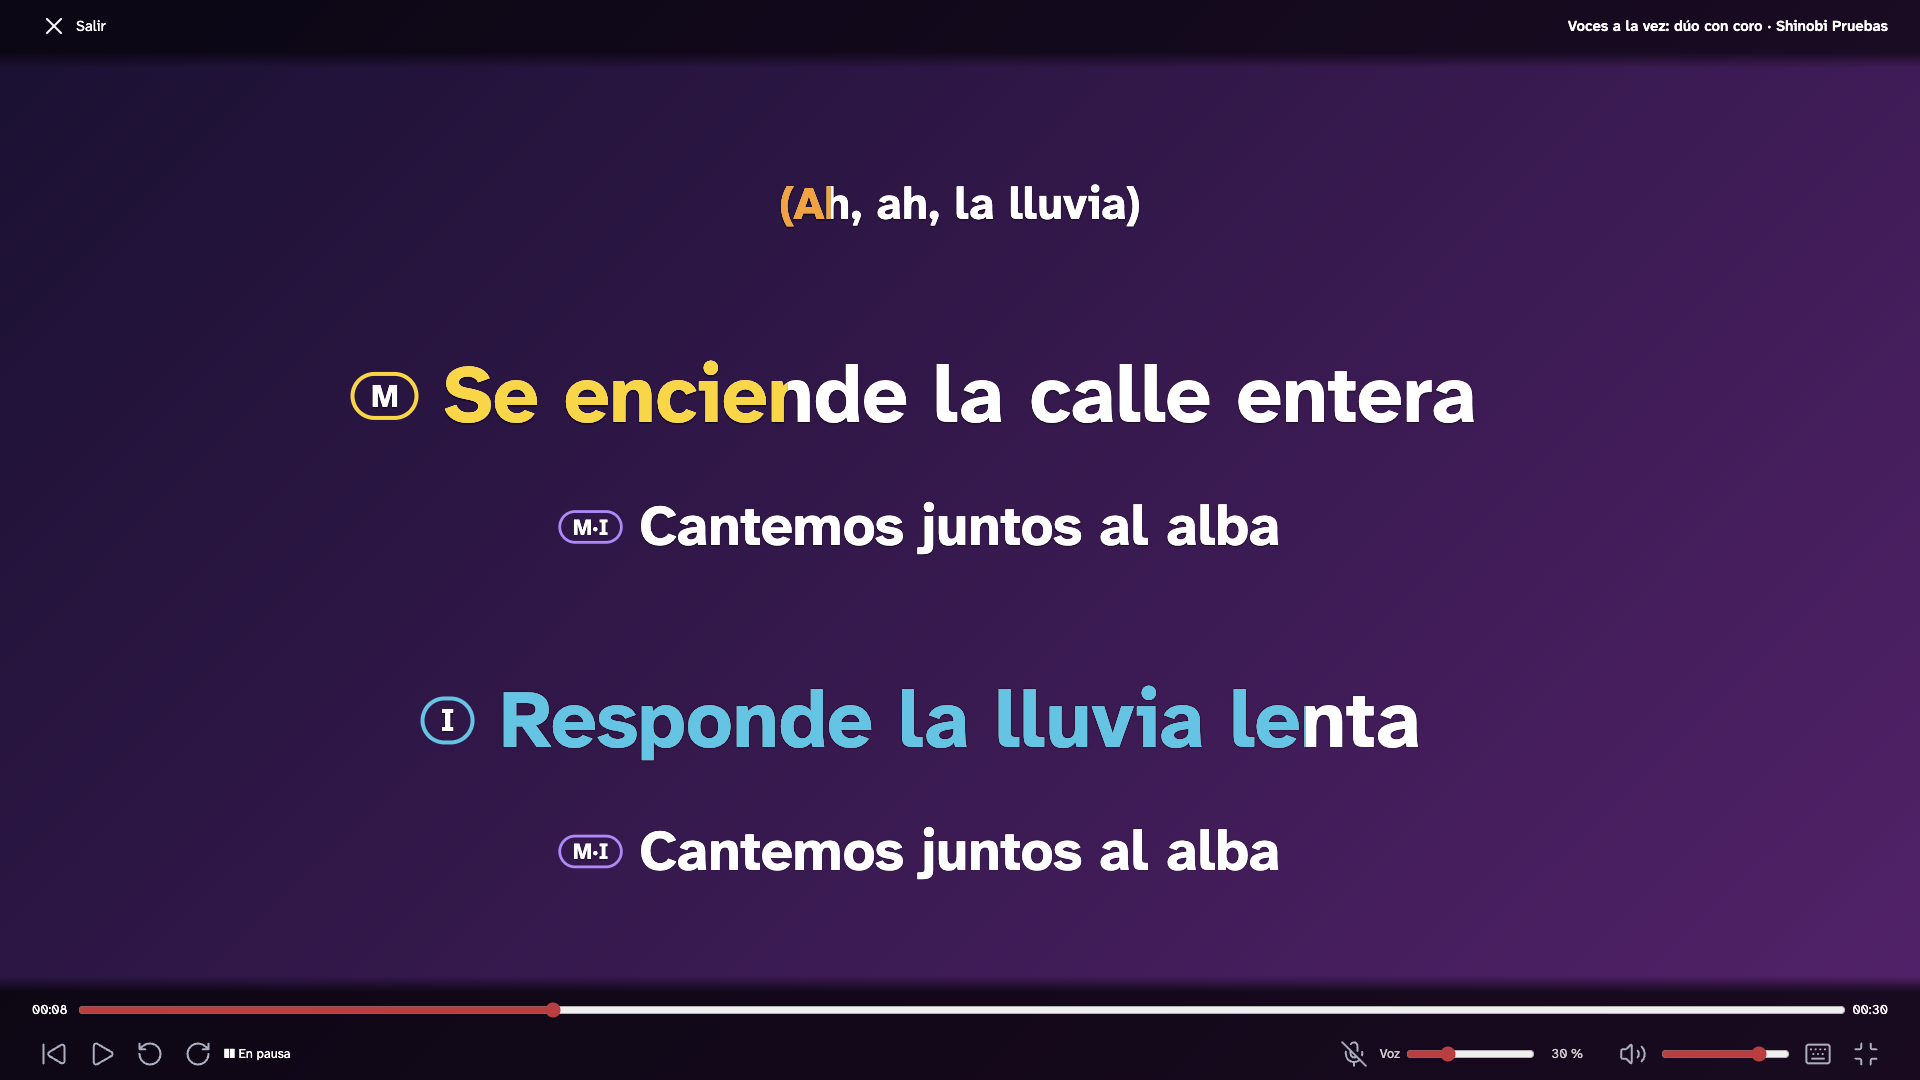 Salir
Voces a la vez: dúo con coro · Shinobi Pruebas
(Ah, ah, la lluvia)
M Se enciende la calle entera
M·I Cantemos juntos al alba
I Responde la lluvia lenta
M·I Cantemos juntos al alba
00:08
00:30
En pausa
Voz
30 %